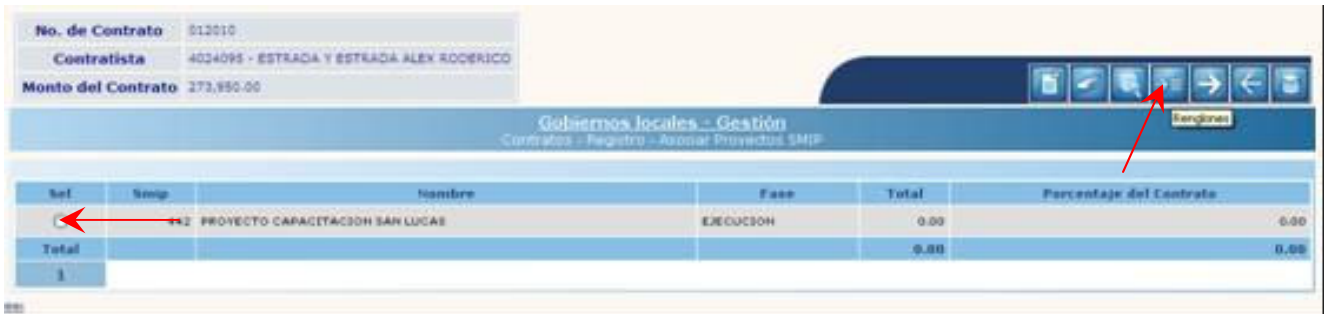 No. de Contrato 012010
Contratista 4024095 - ESTRADA Y ESTRADA ALEX RODERICO
Monto del Contrato 273,950.00
Renglones
Gobiernos locales - Gestión
Contratos - Registro - Asociar Proyectos SMIP
Sel Smip Nombre Fase Total Porcentaje del Contrato
442 PROYECTO CAPACITACION SAN LUCAS EJECUCION 0.00 0.00
Total 0.00 0.00
1